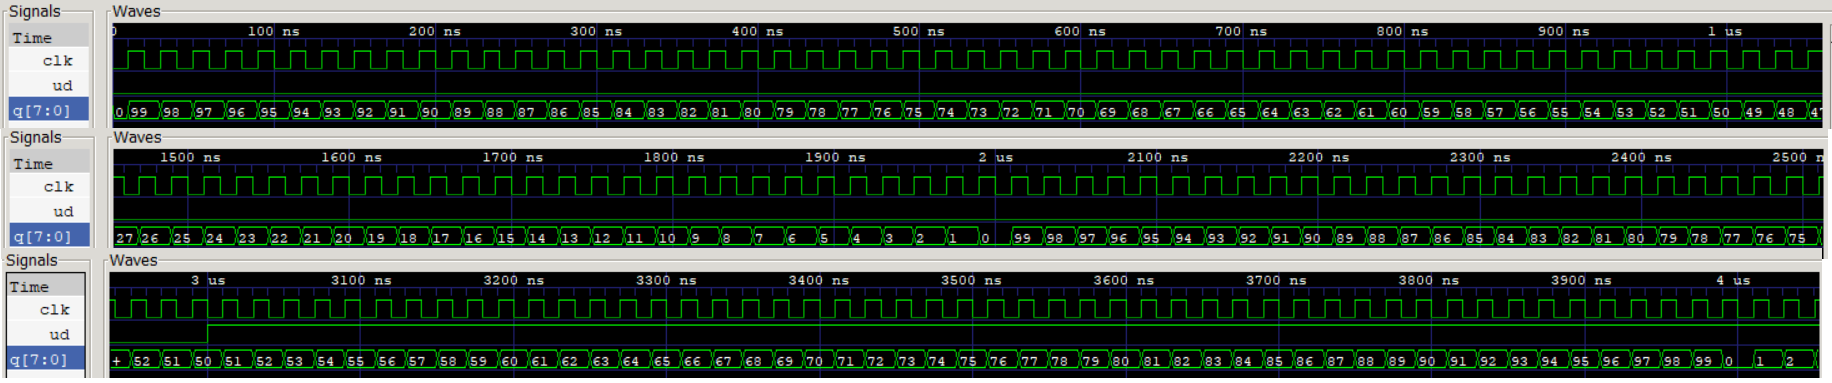 Signals Waves
Time 0 100 ns 200 ns 300 ns 400 ns 500 ns 600 ns 700 ns 800 ns 900 ns 1 us
clk
ud
q[7:0] 0 99 98 97 96 95 94 93 92 91 90 89 88 87 86 85 84 83 82 81 80 79 78 77 76 75 74 73 72 71 70 69 68 67 66 65 64 63 62 61 60 59 58 57 56 55 54 53 52 51 50 49 48 47
Signals Waves
Time 1500 ns 1600 ns 1700 ns 1800 ns 1900 ns 2 us 2100 ns 2200 ns 2300 ns 2400 ns 2500 n
clk
ud
q[7:0] 27 26 25 24 23 22 21 20 19 18 17 16 15 14 13 12 11 10 9 8 7 6 5 4 3 2 1 0 99 98 97 96 95 94 93 92 91 90 89 88 87 86 85 84 83 82 81 80 79 78 77 76 75
Signals Waves
Time 3 us 3100 ns 3200 ns 3300 ns 3400 ns 3500 ns 3600 ns 3700 ns 3800 ns 3900 ns 4 us
clk
ud
q[7:0] + 52 51 50 51 52 53 54 55 56 57 58 59 60 61 62 63 64 65 66 67 68 69 70 71 72 73 74 75 76 77 78 79 80 81 82 83 84 85 86 87 88 89 90 91 92 93 94 95 96 97 98 99 0 1 2